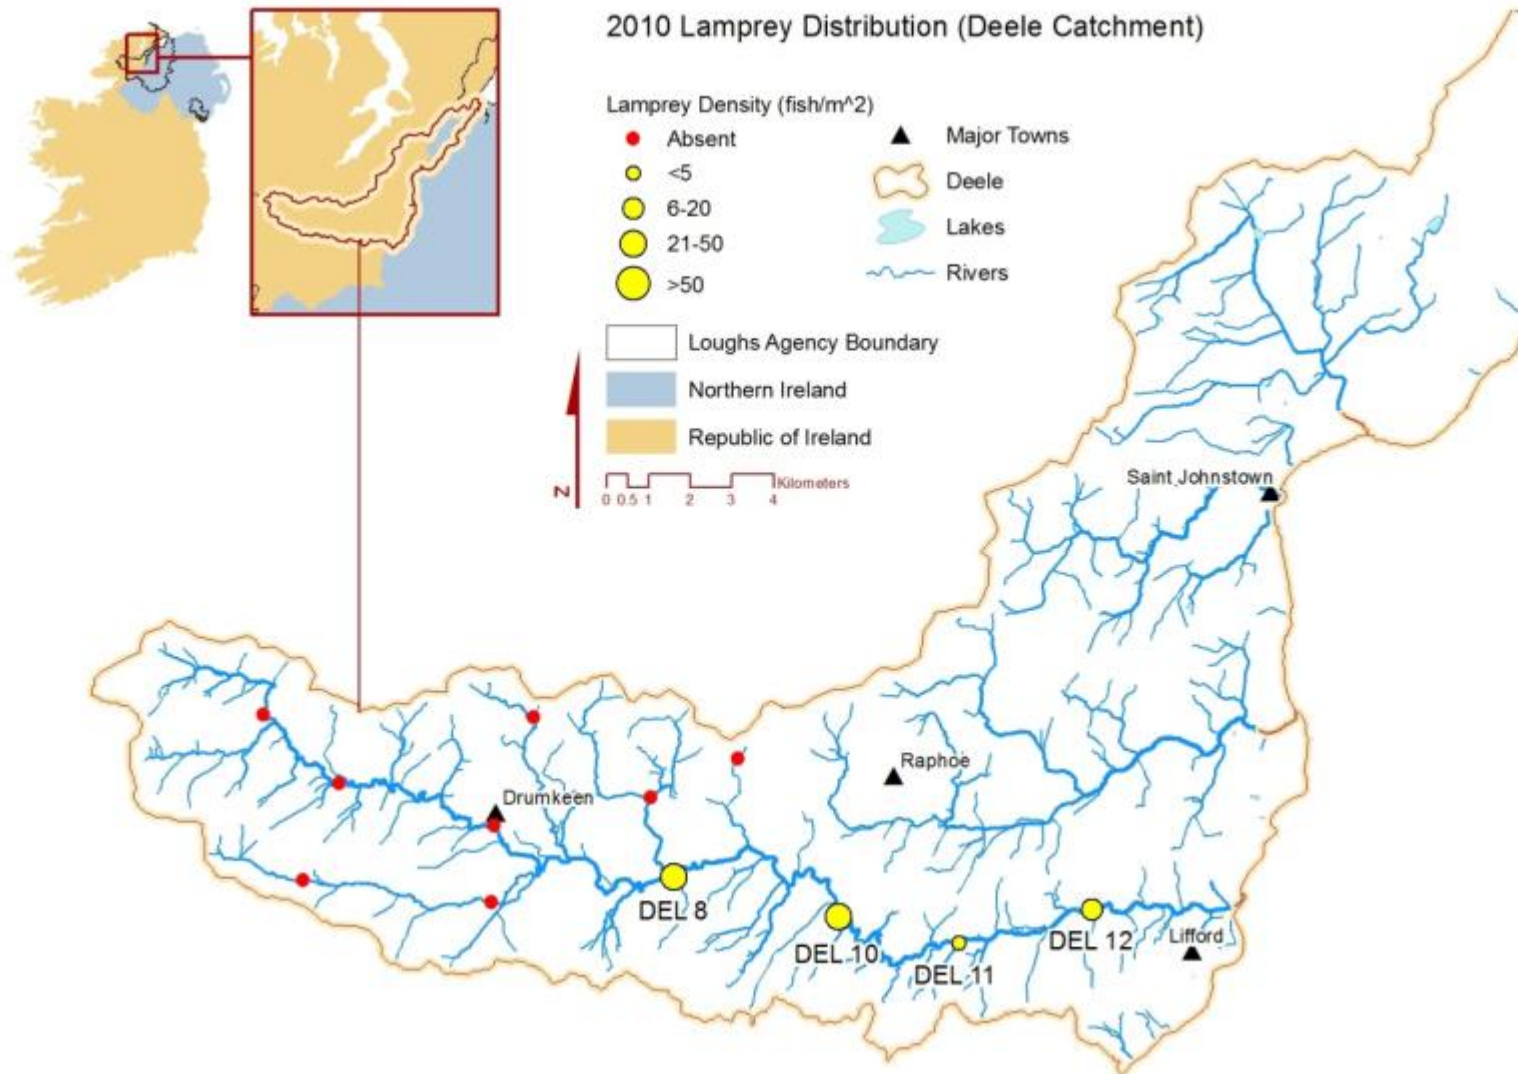 2010 Lamprey Distribution (Deele Catchment)
Lamprey Density (fish/m^2)
Absent
<5
6-20
21-50
>50
Major Towns
Deele
Lakes
Rivers
Loughs Agency Boundary
Northern Ireland
Republic of Ireland
N
Kilometers
0 0.5 1 2 3 4
Saint Johnstown
Raphoe
Drumkeen
DEL 8
DEL 10
DEL 11
DEL 12
Lifford